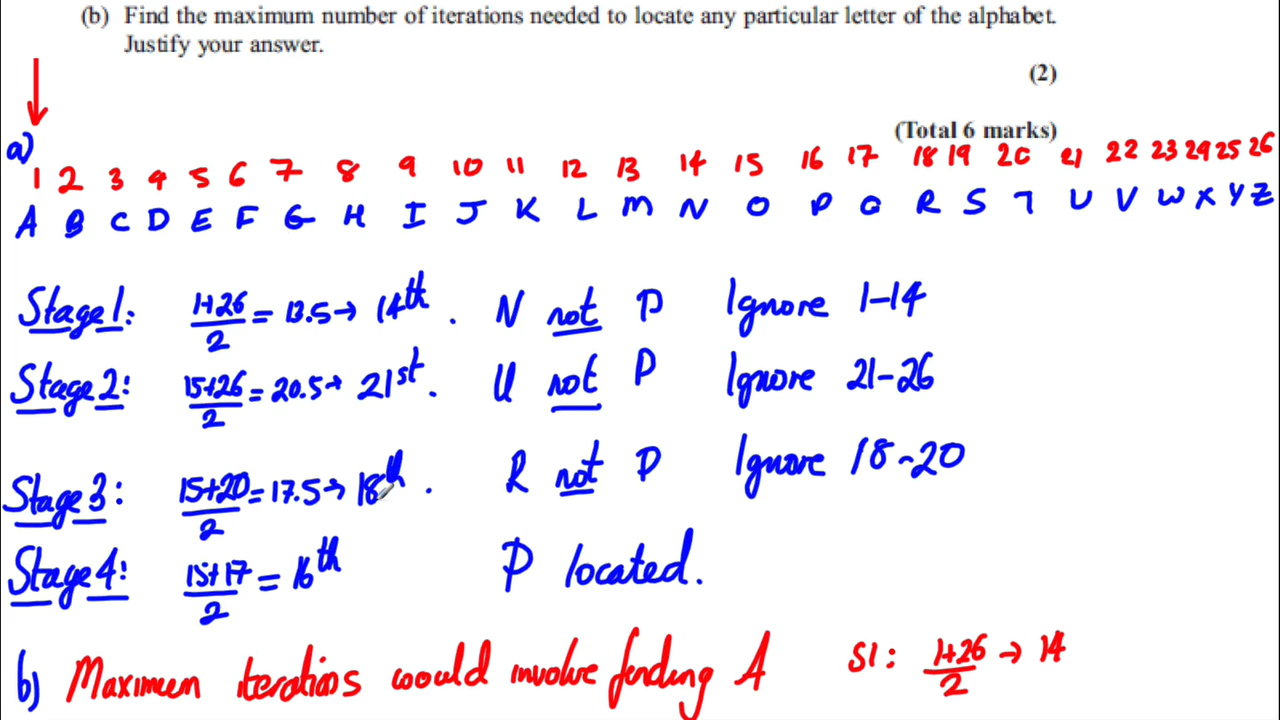 (b) Find the maximum number of iterations needed to locate any particular letter of the alphabet.
Justify your answer.
(2)
(Total 6 marks)
a)
1 2 3 4 5 6 7 8 9 10 11 12 13 14 15 16 17 18 19 20 21 22 23 24 25 26
A B C D E F G H I J K L M N O P Q R S T U V W X Y Z
Stage 1: 1+26/2 = 13.5 → 14th. N not P Ignore 1-14
Stage 2: 15+26/2 = 20.5 → 21st. U not P Ignore 21-26
Stage 3: 15+20/2 = 17.5 → 18th. R not P Ignore 18-20
Stage 4: 15+17/2 = 16th P located.
b) Maximum iterations would involve finding A S1: 1+26/2 → 14